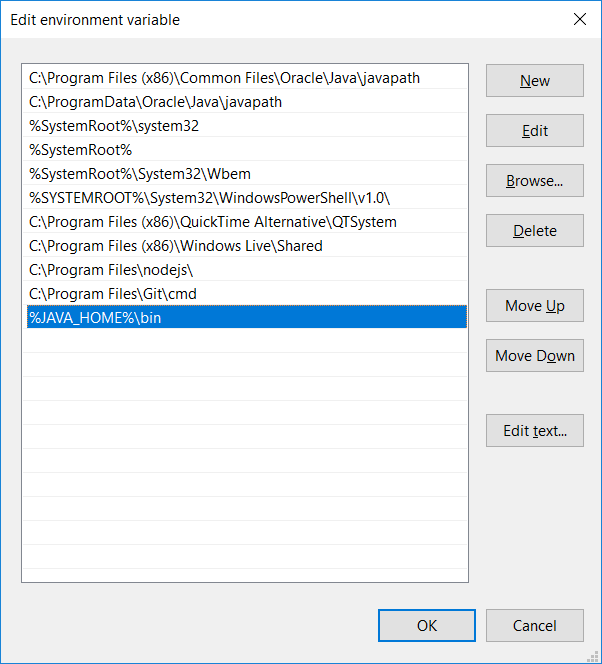 Edit environment variable
C:\Program Files (x86)\Common Files\Oracle\Java\javapath
C:\ProgramData\Oracle\Java\javapath
%SystemRoot%\system32
%SystemRoot%
%SystemRoot%\System32\Wbem
%SYSTEMROOT%\System32\WindowsPowerShell\v1.0\
C:\Program Files (x86)\QuickTime Alternative\QTSystem
C:\Program Files (x86)\Windows Live\Shared
C:\Program Files\nodejs\
C:\Program Files\Git\cmd
%JAVA_HOME%\bin
New
Edit
Browse...
Delete
Move Up
Move Down
Edit text...
OK
Cancel